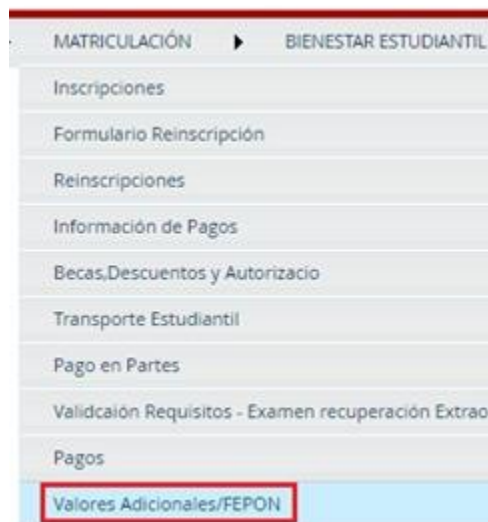 MATRICULACIÓN BIENESTAR ESTUDIANTIL
Inscripciones
Formulario Reinscripción
Reinscripciones
Información de Pagos
Becas,Descuentos y Autorizacio
Transporte Estudiantil
Pago en Partes
Validcaión Requisitos - Examen recuperación Extrao
Pagos
Valores Adicionales/FEPON